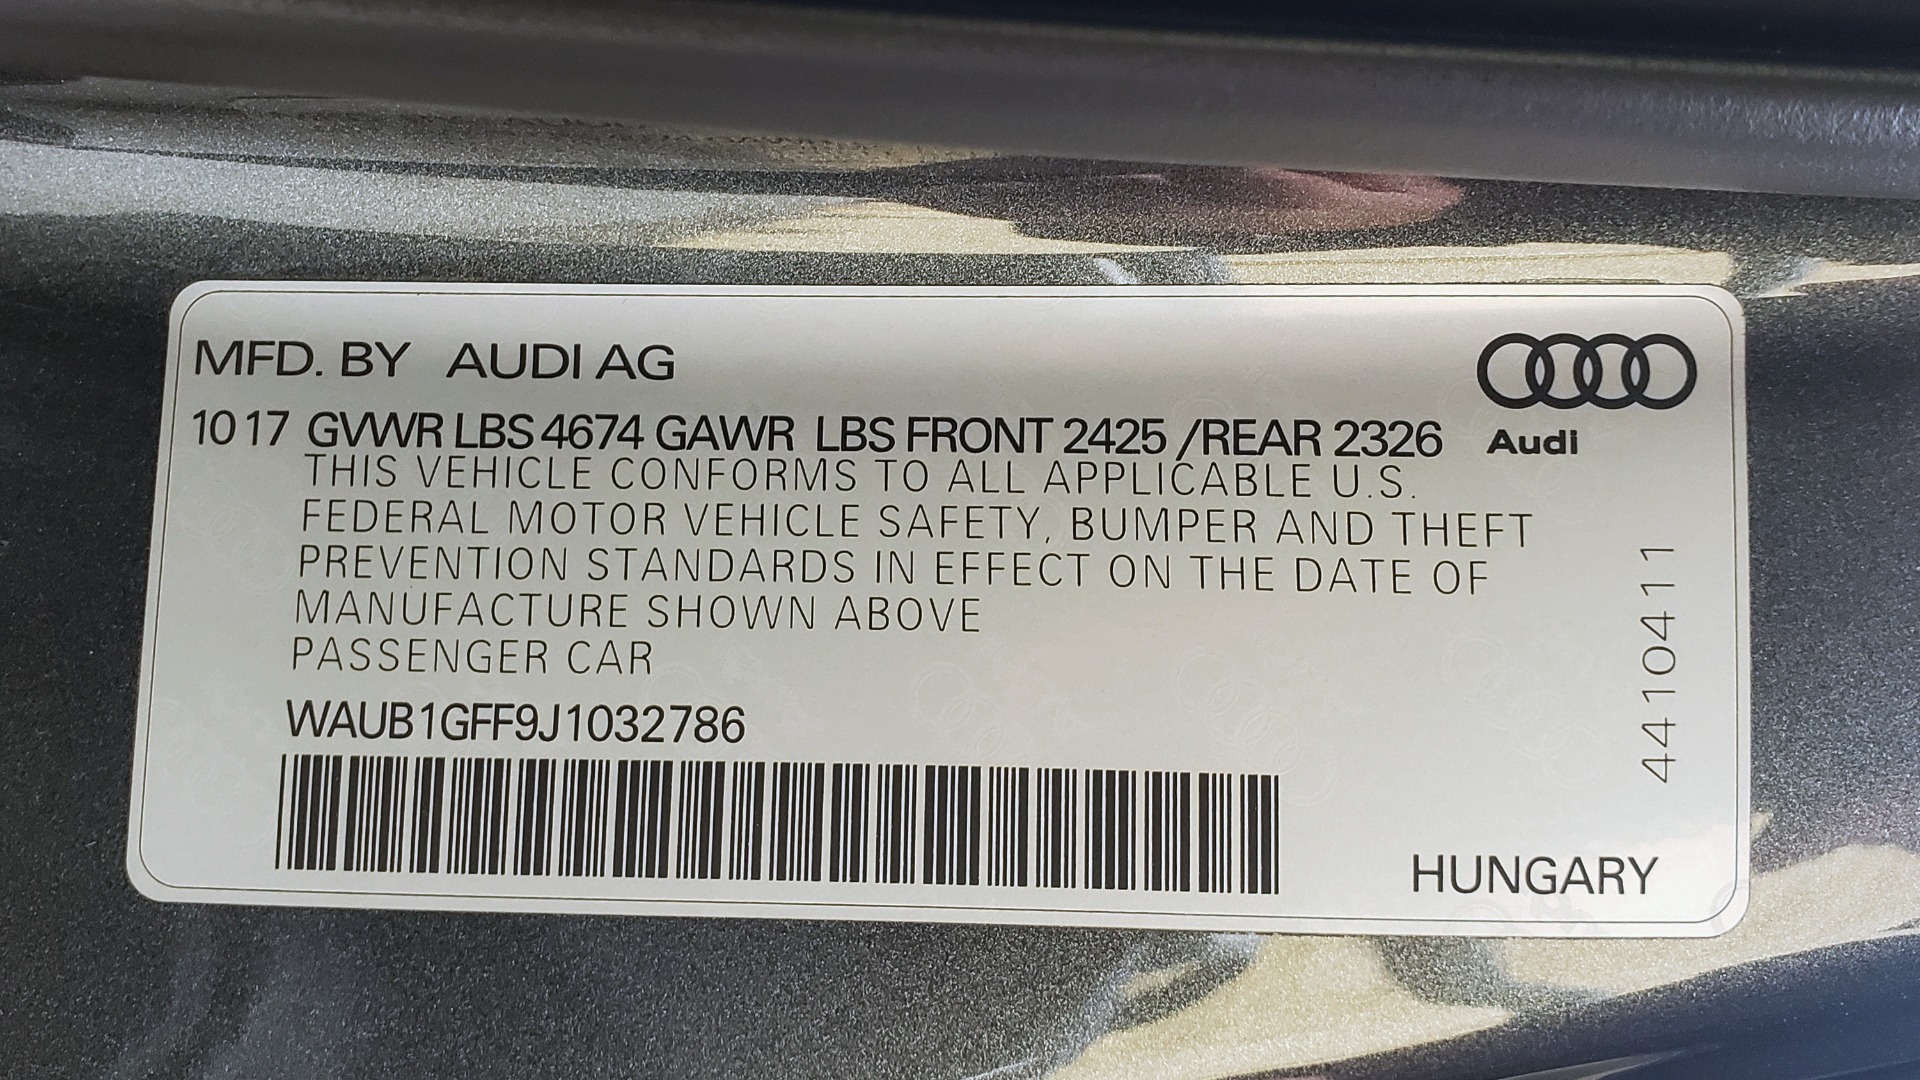 MFD. BY AUDI AG
10 17 GVWR LBS 4674 GAWR LBS FRONT 2425 /REAR 2326
Audi
THIS VEHICLE CONFORMS TO ALL APPLICABLE U.S.
FEDERAL MOTOR VEHICLE SAFETY, BUMPER AND THEFT
PREVENTION STANDARDS IN EFFECT ON THE DATE OF
MANUFACTURE SHOWN ABOVE
PASSENGER CAR
WAUB1GFF9J1032786
4410411
HUNGARY